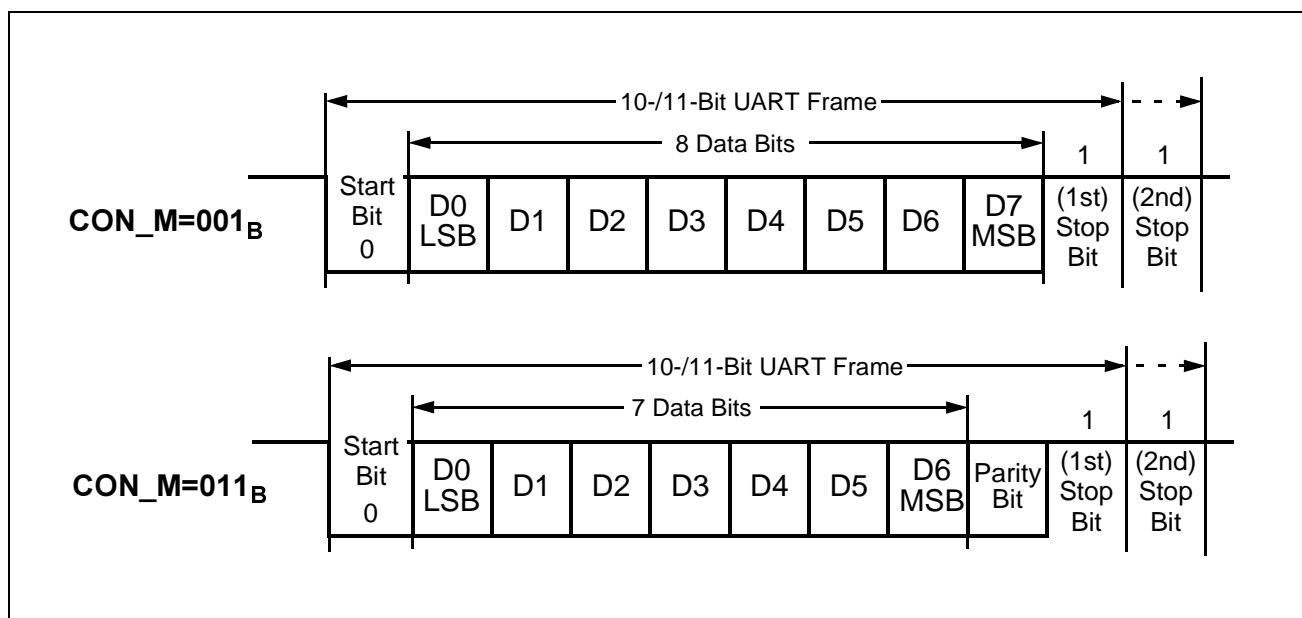 10-/11-Bit UART Frame
8 Data Bits
1 1
CON_M=001B
Start Bit 0
D0 LSB
D1
D2
D3
D4
D5
D6
D7 MSB
(1st) Stop Bit
(2nd) Stop Bit
10-/11-Bit UART Frame
7 Data Bits
1 1
CON_M=011B
Start Bit 0
D0 LSB
D1
D2
D3
D4
D5
D6 MSB
Parity Bit
(1st) Stop Bit
(2nd) Stop Bit